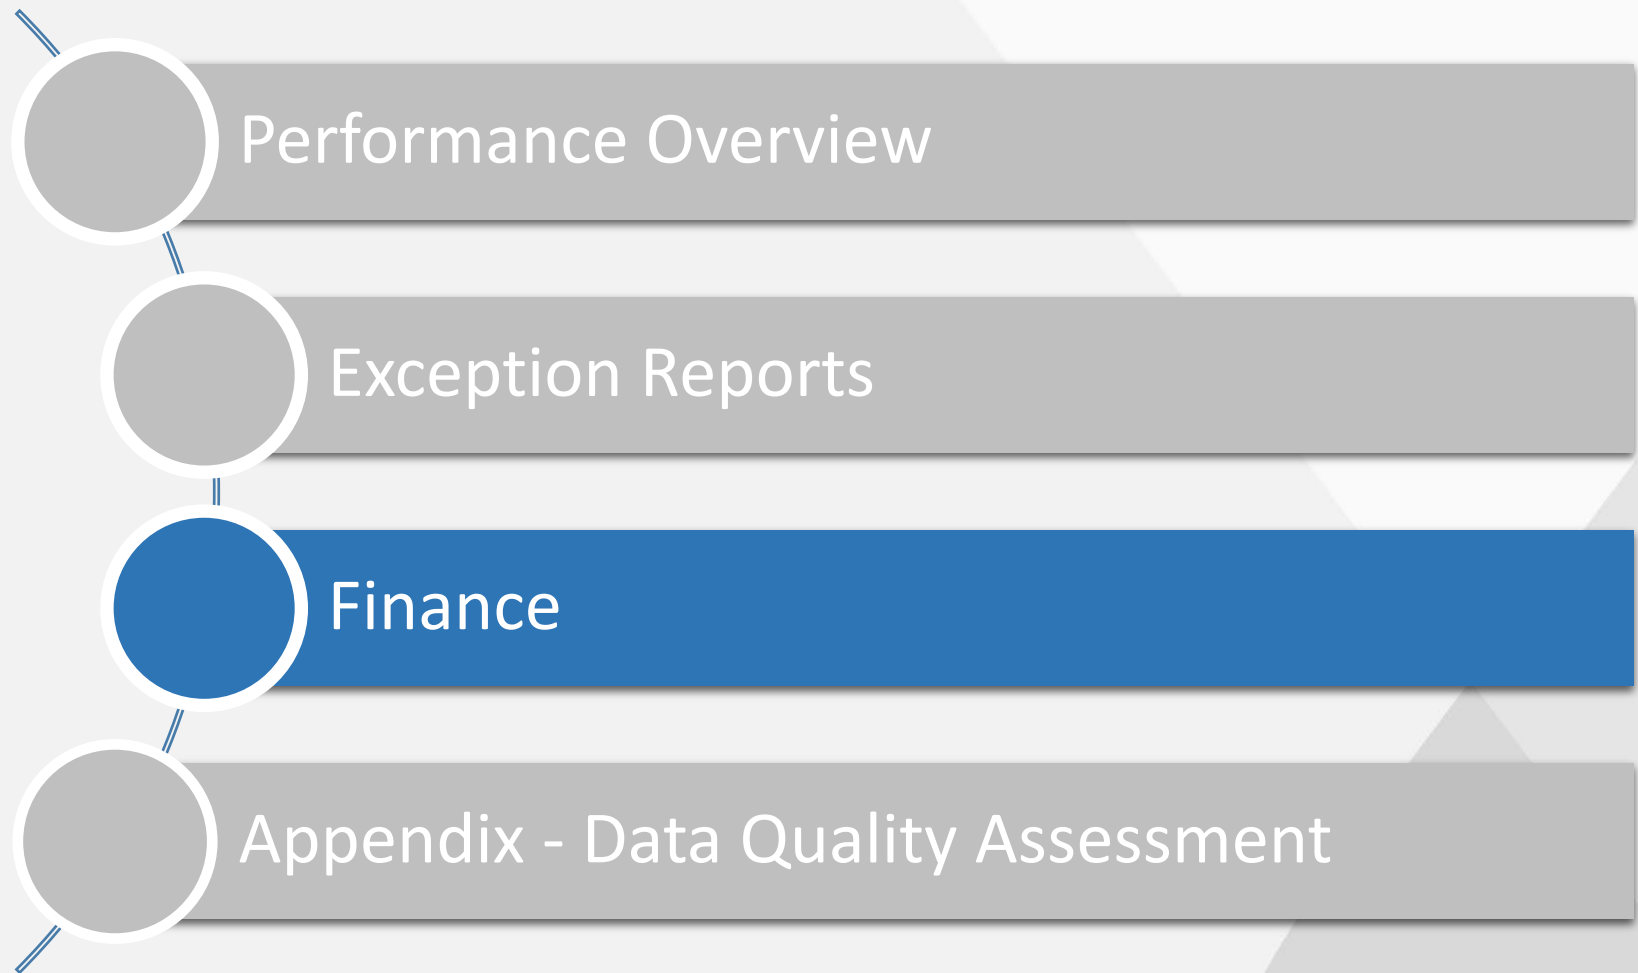 Performance Overview
Exception Reports
Finance
Appendix - Data Quality Assessment